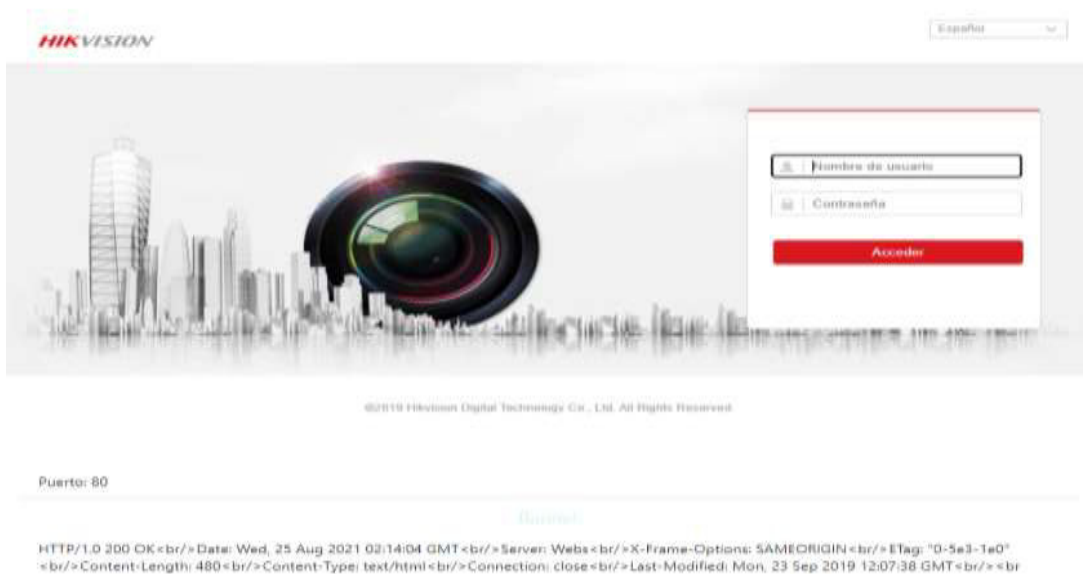 HIKVISION
Español
Nombre de usuario
Contraseña
Acceder
©2019 Hikvision Digital Technology Co., Ltd. All Rights Reserved.
Puerto: 80
HTTP/1.0 200 OK<br/>Date: Wed, 25 Aug 2021 02:14:04 GMT<br/>Server: Webs<br/>X-Frame-Options: SAMEORIGIN<br/>ETag: "0-5e3-1e0"
<br/>Content-Length: 480<br/>Content-Type: text/html<br/>Connection: close<br/>Last-Modified: Mon, 23 Sep 2019 12:07:38 GMT<br/><br